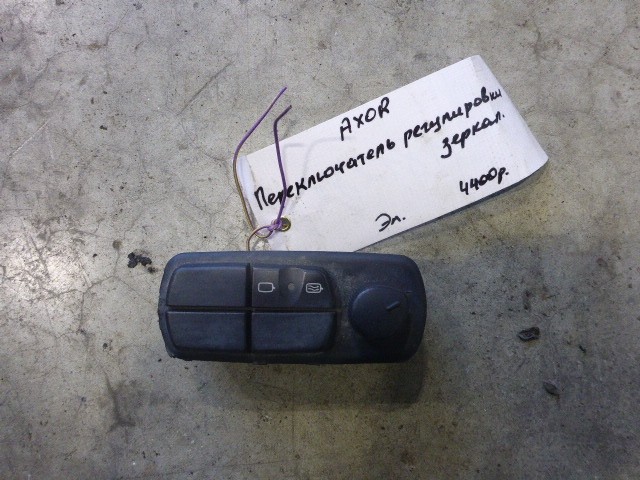 AXOR
Переключатель регулировки
зеркал.
Эл.
4400р.